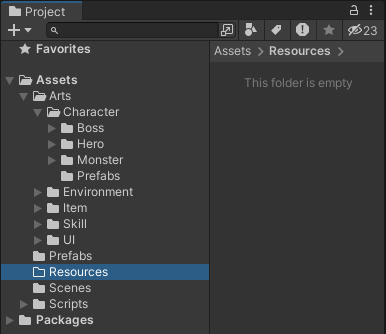 Project
23
Favorites
Assets > Resources >
This folder is empty
Assets
Arts
Character
Boss
Hero
Monster
Prefabs
Environment
Item
Skill
UI
Prefabs
Resources
Scenes
Scripts
Packages